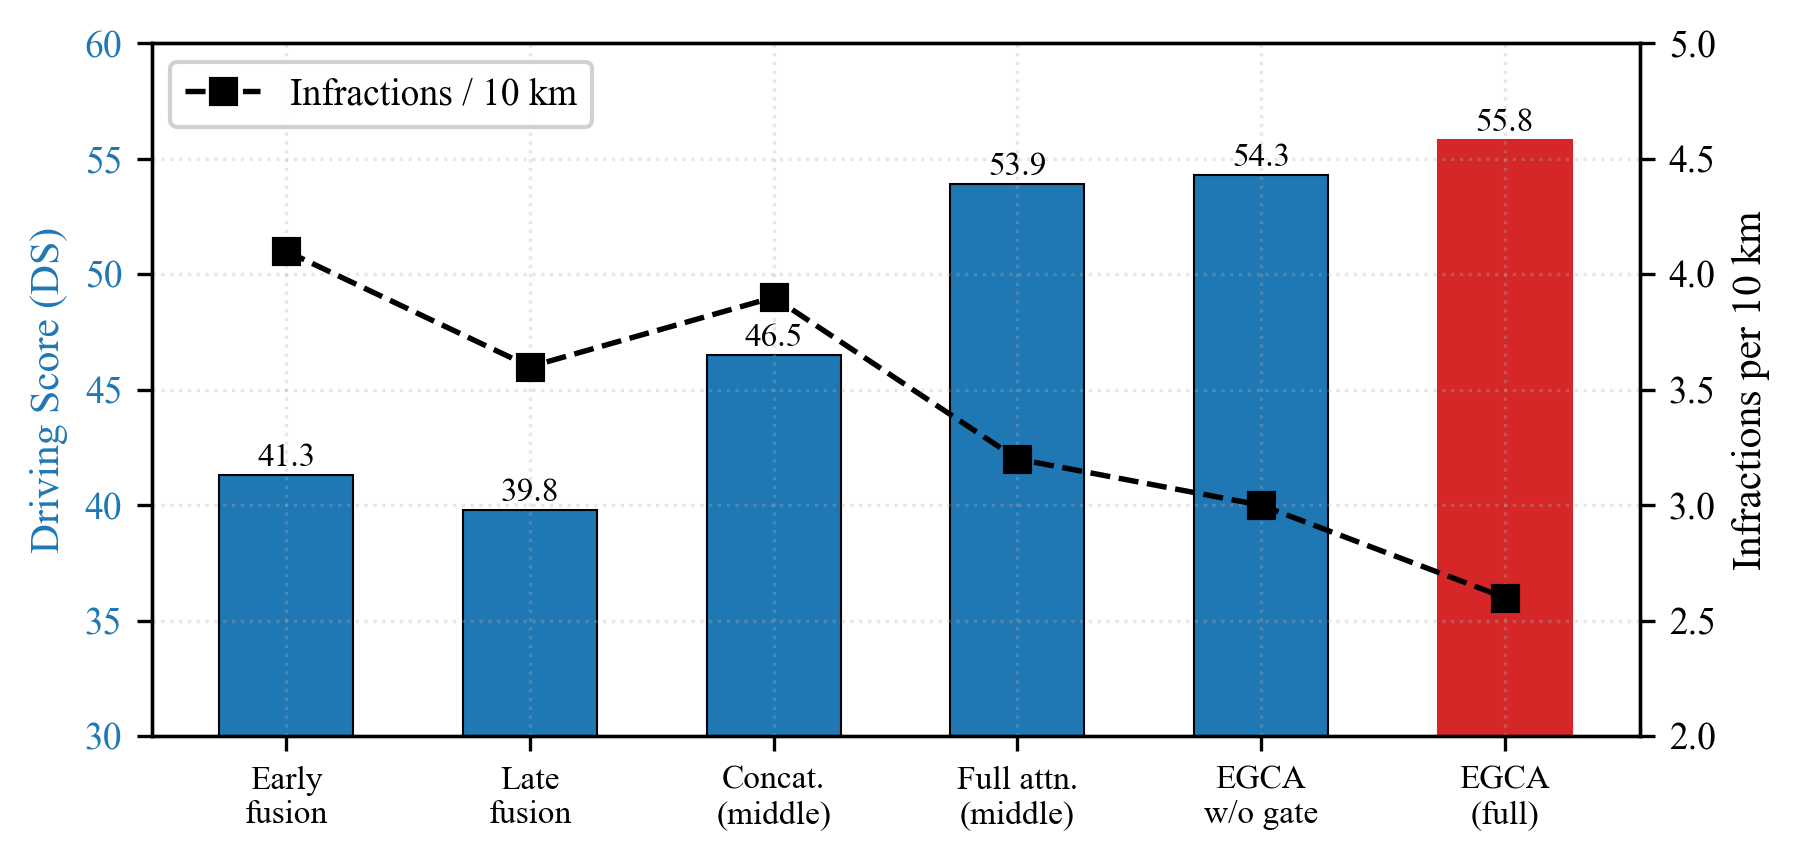 Infractions / 10 km
Driving Score (DS)
60
55
50
45
40
35
30
41.3
39.8
46.5
53.9
54.3
55.8
5.0
4.5
4.0
3.5
3.0
2.5
2.0
Infractions per 10 km
Early
fusion
Late
fusion
Concat.
(middle)
Full attn.
(middle)
EGCA
w/o gate
EGCA
(full)